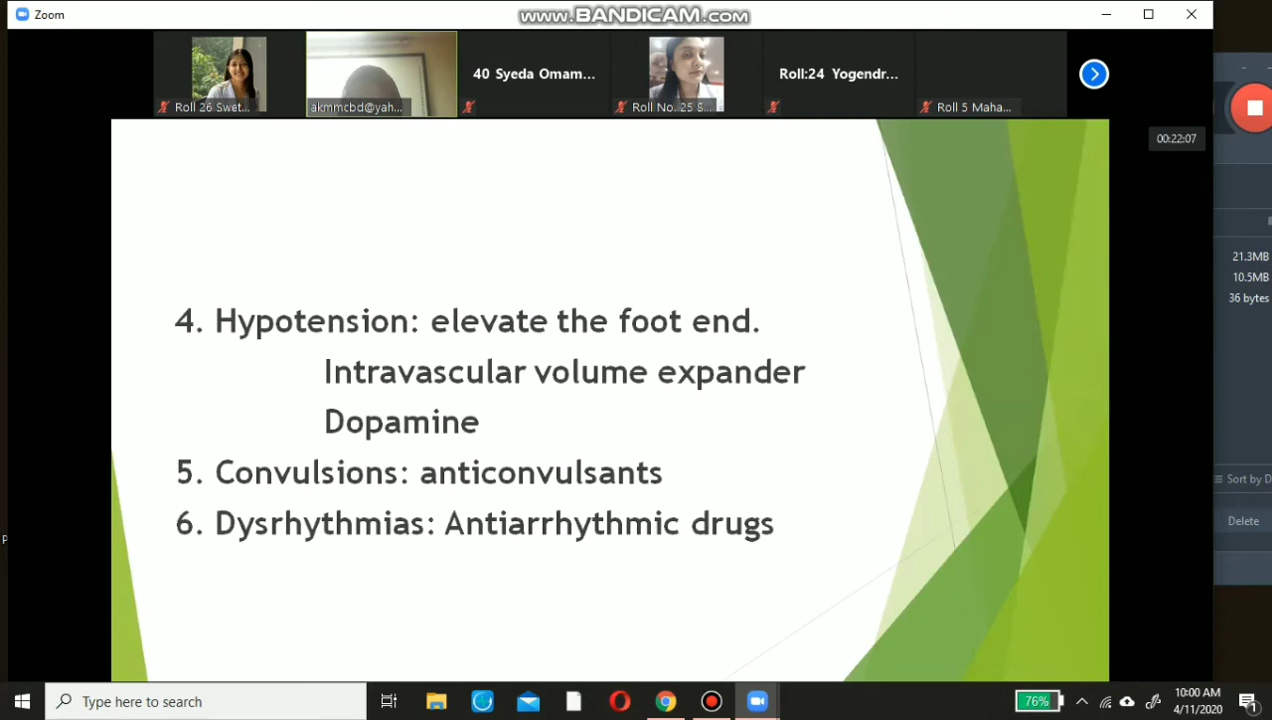 Zoom
www.BANDICAM.com
Roll 26 Swet...
akmmcbd@yah...
40 Syeda Omam...
Roll No. 25 S...
Roll:24 Yogendr...
Roll 5 Maha...
00:22:07
4. Hypotension: elevate the foot end.
Intravascular volume expander
Dopamine
5. Convulsions: anticonvulsants
6. Dysrhythmias: Antiarrhythmic drugs
21.3MB
10.5MB
36 bytes
Sort by D
Delete
Type here to search
76%
10:00 AM
4/11/2020
1